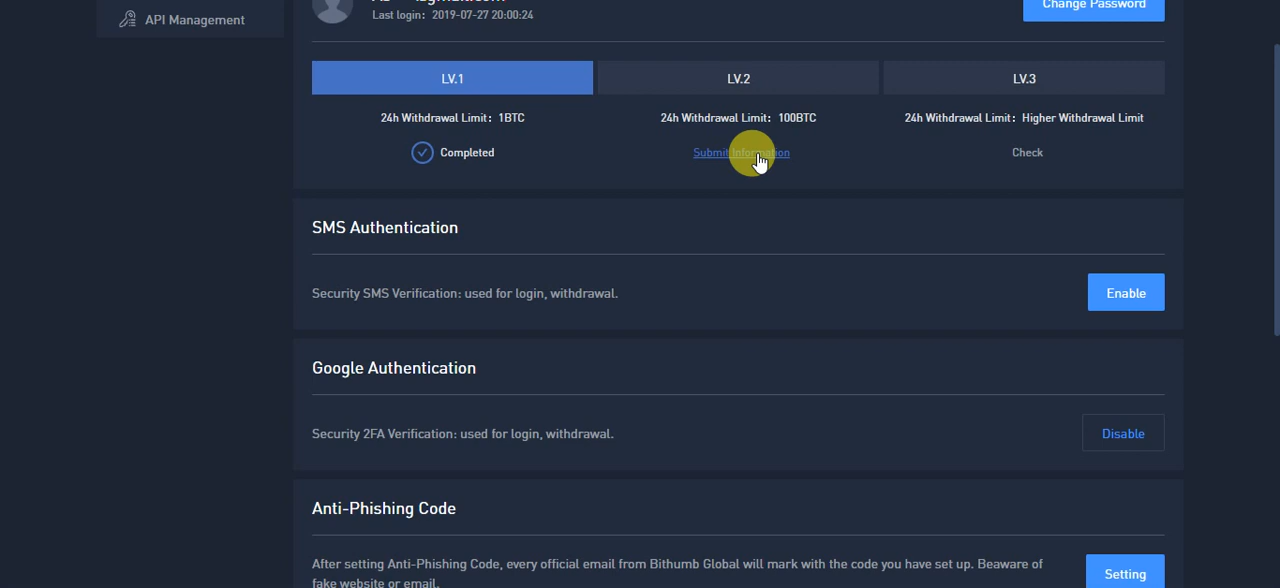 API Management
Last login: 2019-07-27 20:00:24
Change Password
LV.1
LV.2
LV.3
24h Withdrawal Limit: 1BTC
24h Withdrawal Limit: 100BTC
24h Withdrawal Limit: Higher Withdrawal Limit
Completed
Submit Information
Check
SMS Authentication
Security SMS Verification: used for login, withdrawal.
Enable
Google Authentication
Security 2FA Verification: used for login, withdrawal.
Disable
Anti-Phishing Code
After setting Anti-Phishing Code, every official email from Bithumb Global will mark with the code you have set up. Beaware of
fake website or email.
Setting